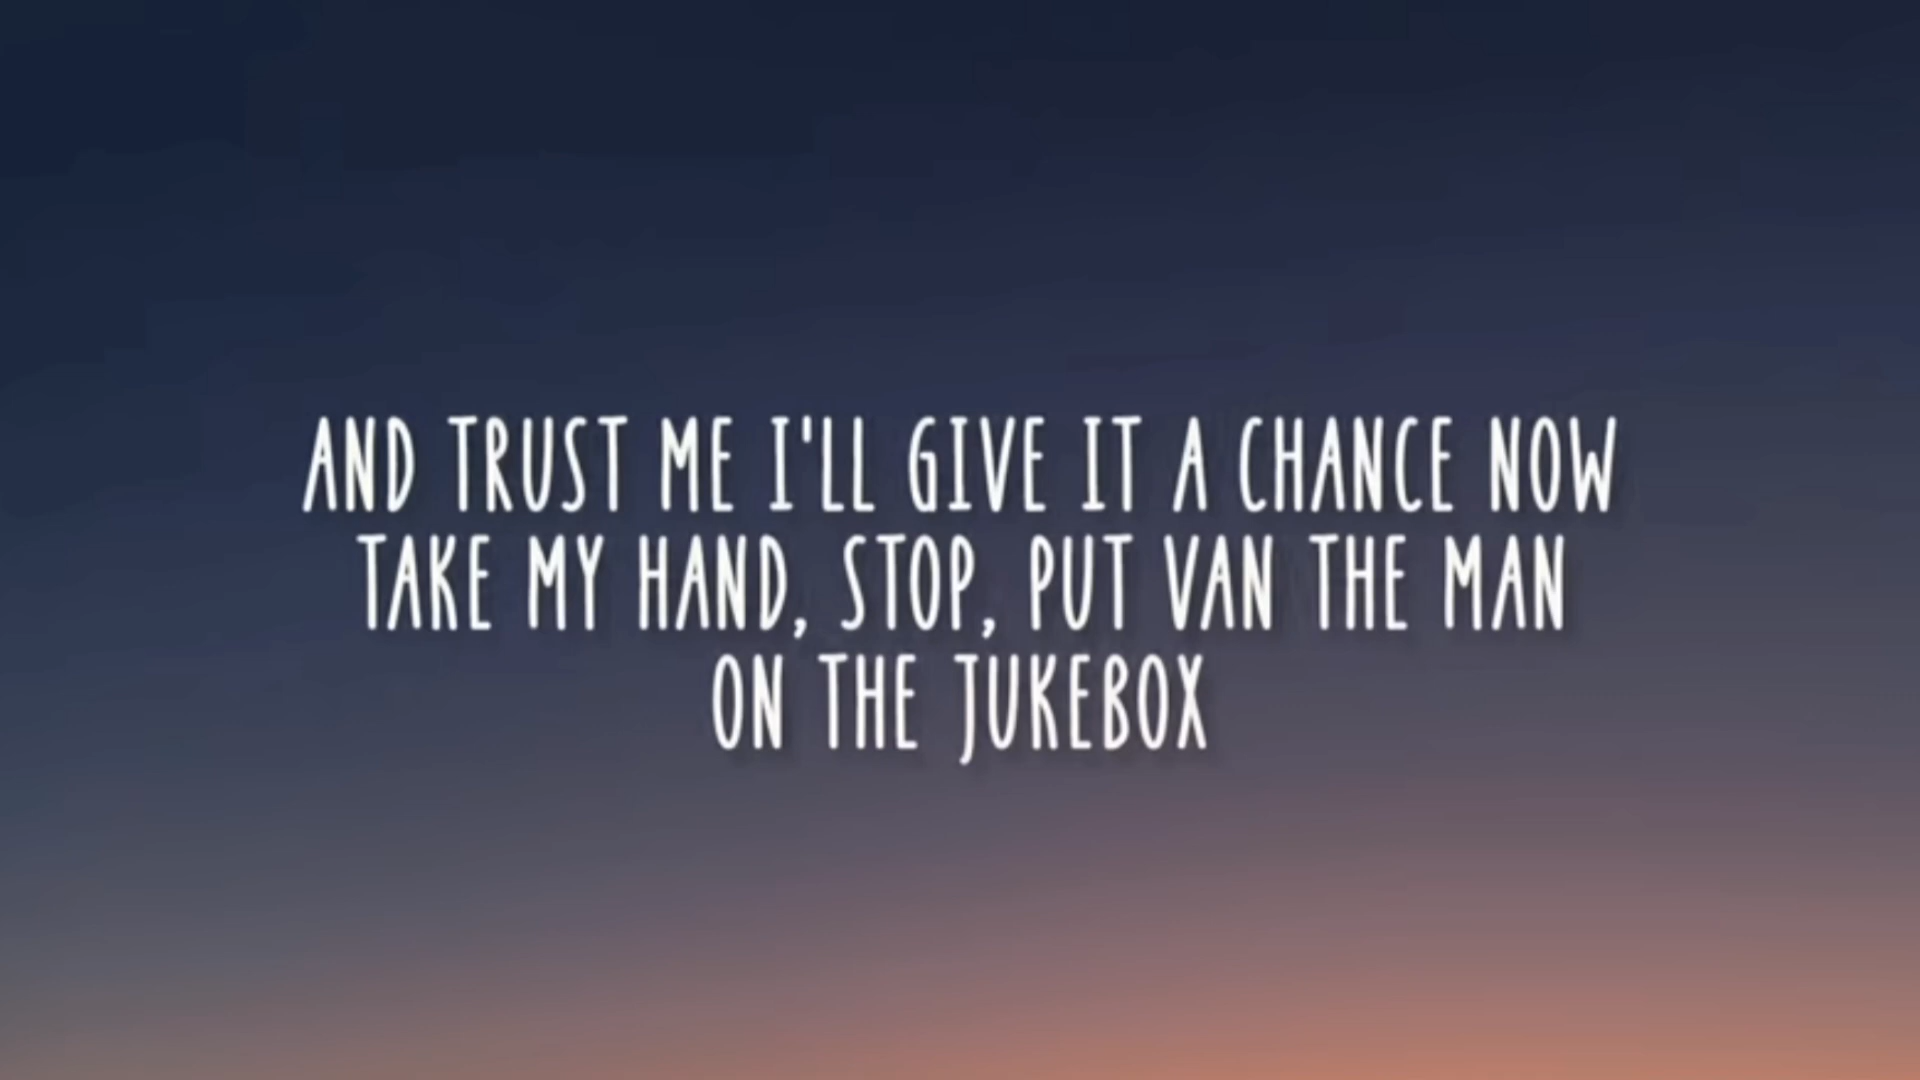 AND TRUST ME I'LL GIVE IT A CHANCE NOW
TAKE MY HAND, STOP, PUT VAN THE MAN
ON THE JUKEBOX